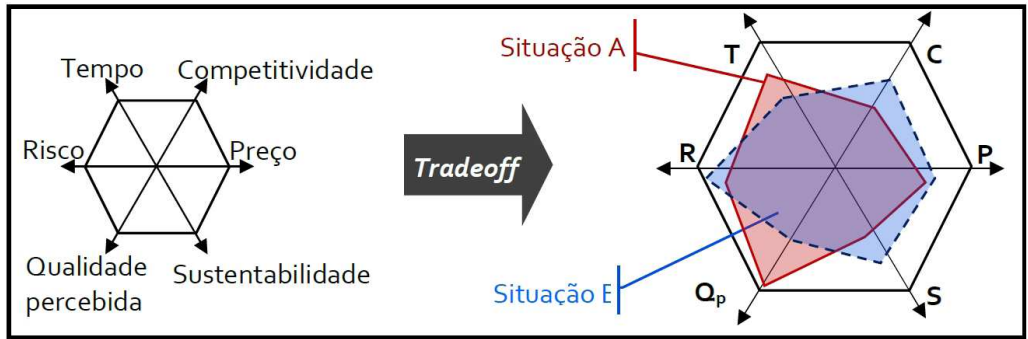 Tempo
Competitividade
Risco
Preço
Qualidade
percebida
Sustentabilidade
Tradeoff
Situação A
T
C
R
P
Situação E
Qp
S